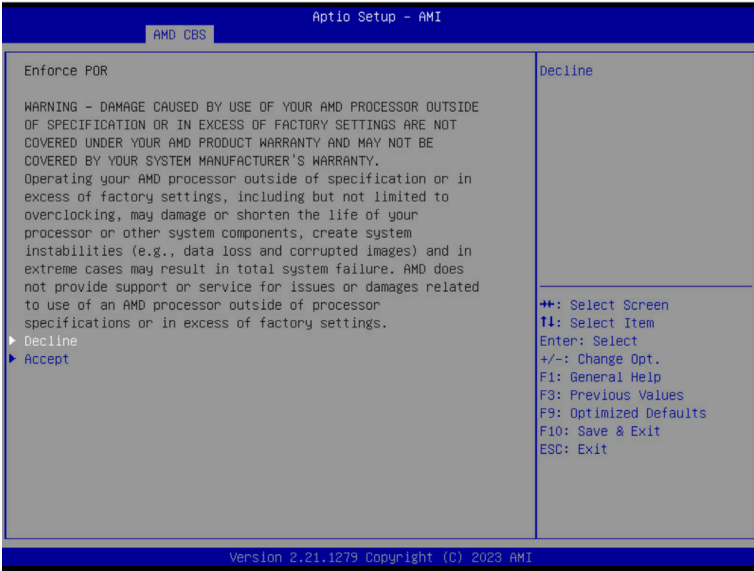 Aptio Setup - AMI
AMD CBS
Enforce POR
WARNING - DAMAGE CAUSED BY USE OF YOUR AMD PROCESSOR OUTSIDE
OF SPECIFICATION OR IN EXCESS OF FACTORY SETTINGS ARE NOT
COVERED UNDER YOUR AMD PRODUCT WARRANTY AND MAY NOT BE
COVERED BY YOUR SYSTEM MANUFACTURER'S WARRANTY.
Operating your AMD processor outside of specification or in
excess of factory settings, including but not limited to
overclocking, may damage or shorten the life of your
processor or other system components, create system
instabilities (e.g., data loss and corrupted images) and in
extreme cases may result in total system failure. AMD does
not provide support or service for issues or damages related
to use of an AMD processor outside of processor
specifications or in excess of factory settings.
Decline
Accept
Decline
→←: Select Screen
↑↓: Select Item
Enter: Select
+/-: Change Opt.
F1: General Help
F3: Previous Values
F9: Optimized Defaults
F10: Save & Exit
ESC: Exit
Version 2.21.1279 Copyright (C) 2023 AMI